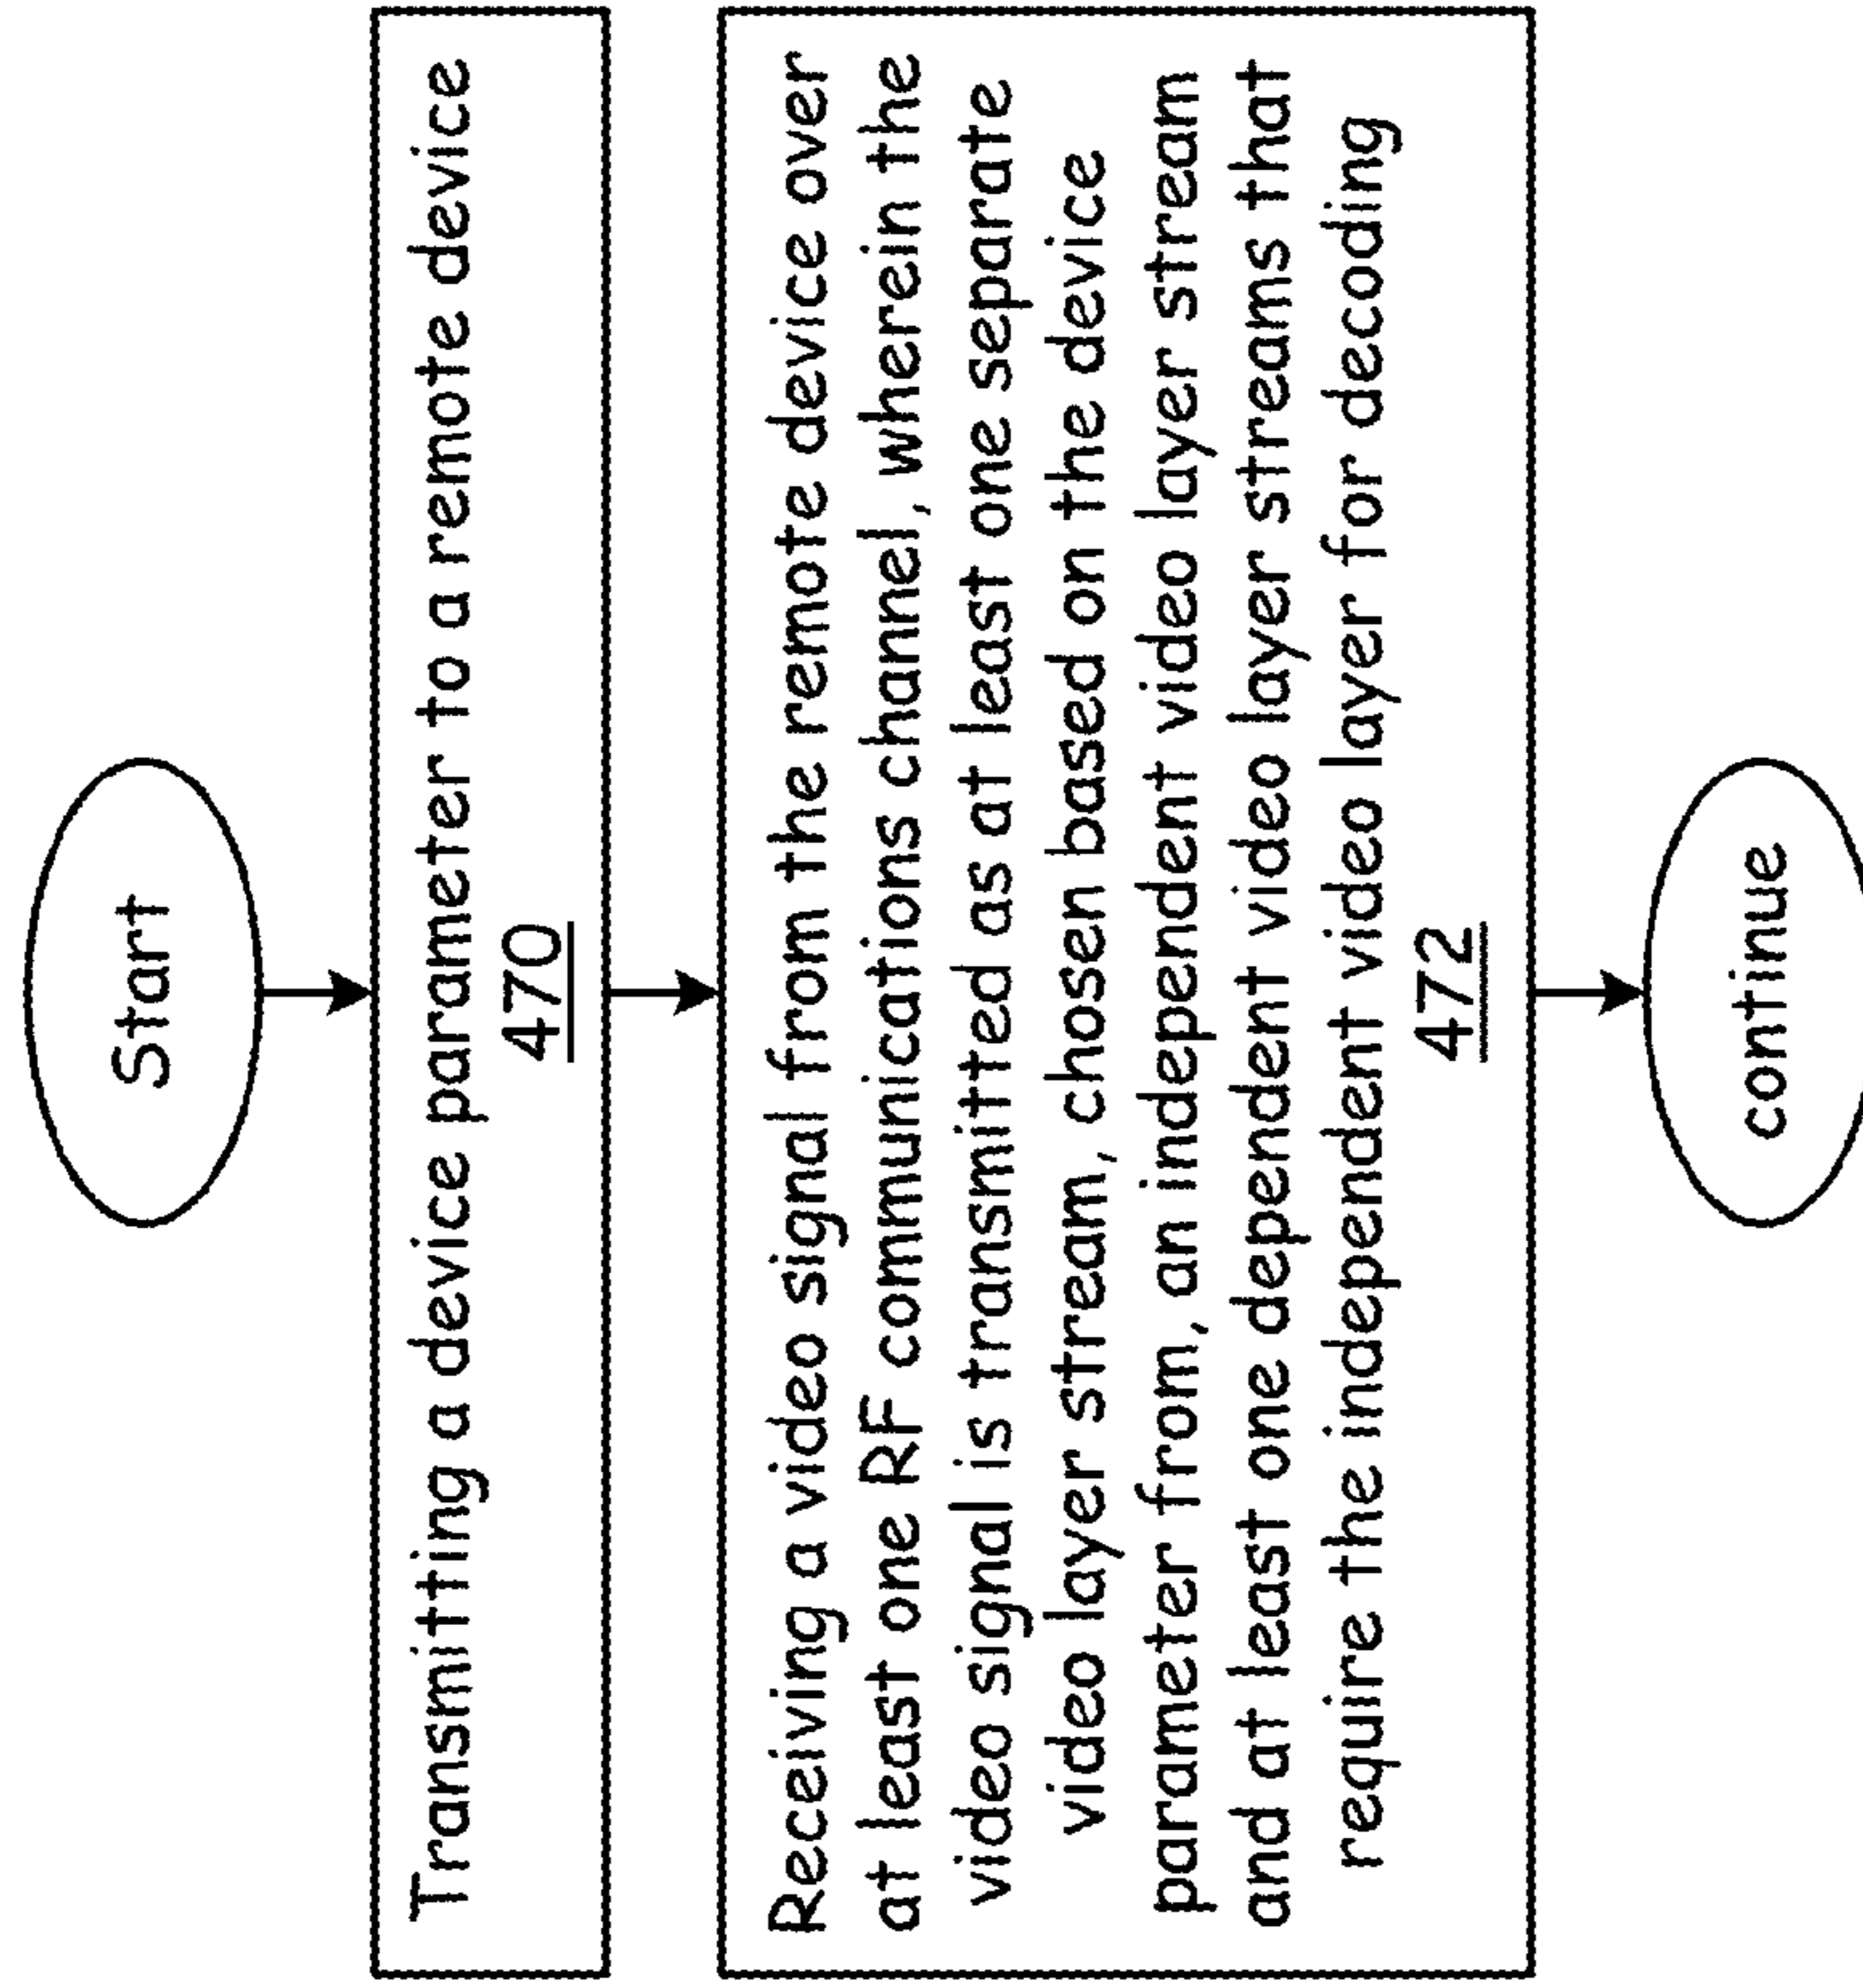 Start
Transmitting a device parameter to a remote device
470
Receiving a video signal from the remote device over
at least one RF communications channel, wherein the
video signal is transmitted as at least one separate
video layer stream, chosen based on the device
parameter from, an independent video layer stream
and at least one dependent video layer streams that
require the independent video layer for decoding
472
continue